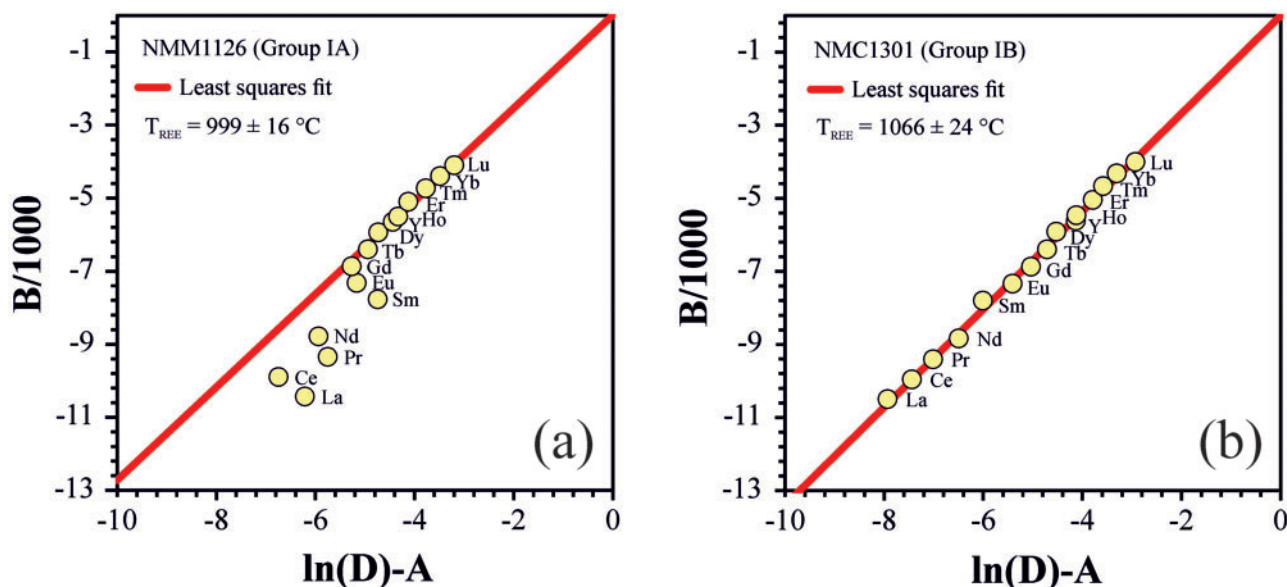 NMM1126 (Group IA)
Least squares fit
T_REE = 999 ± 16 °C
-1
-3
-5
-7
-9
-11
-13
B/1000
Lu
Yb
Tm
Er
Ho
Y
Dy
Tb
Gd
Eu
Sm
Nd
Pr
Ce
La
(a)
-10
-8
-6
-4
-2
0
ln(D)-A
NMC1301 (Group IB)
Least squares fit
T_REE = 1066 ± 24 °C
-1
-3
-5
-7
-9
-11
-13
B/1000
Lu
Yb
Tm
Er
Ho
Y
Dy
Tb
Gd
Eu
Sm
Nd
Pr
Ce
La
(b)
-10
-8
-6
-4
-2
0
ln(D)-A